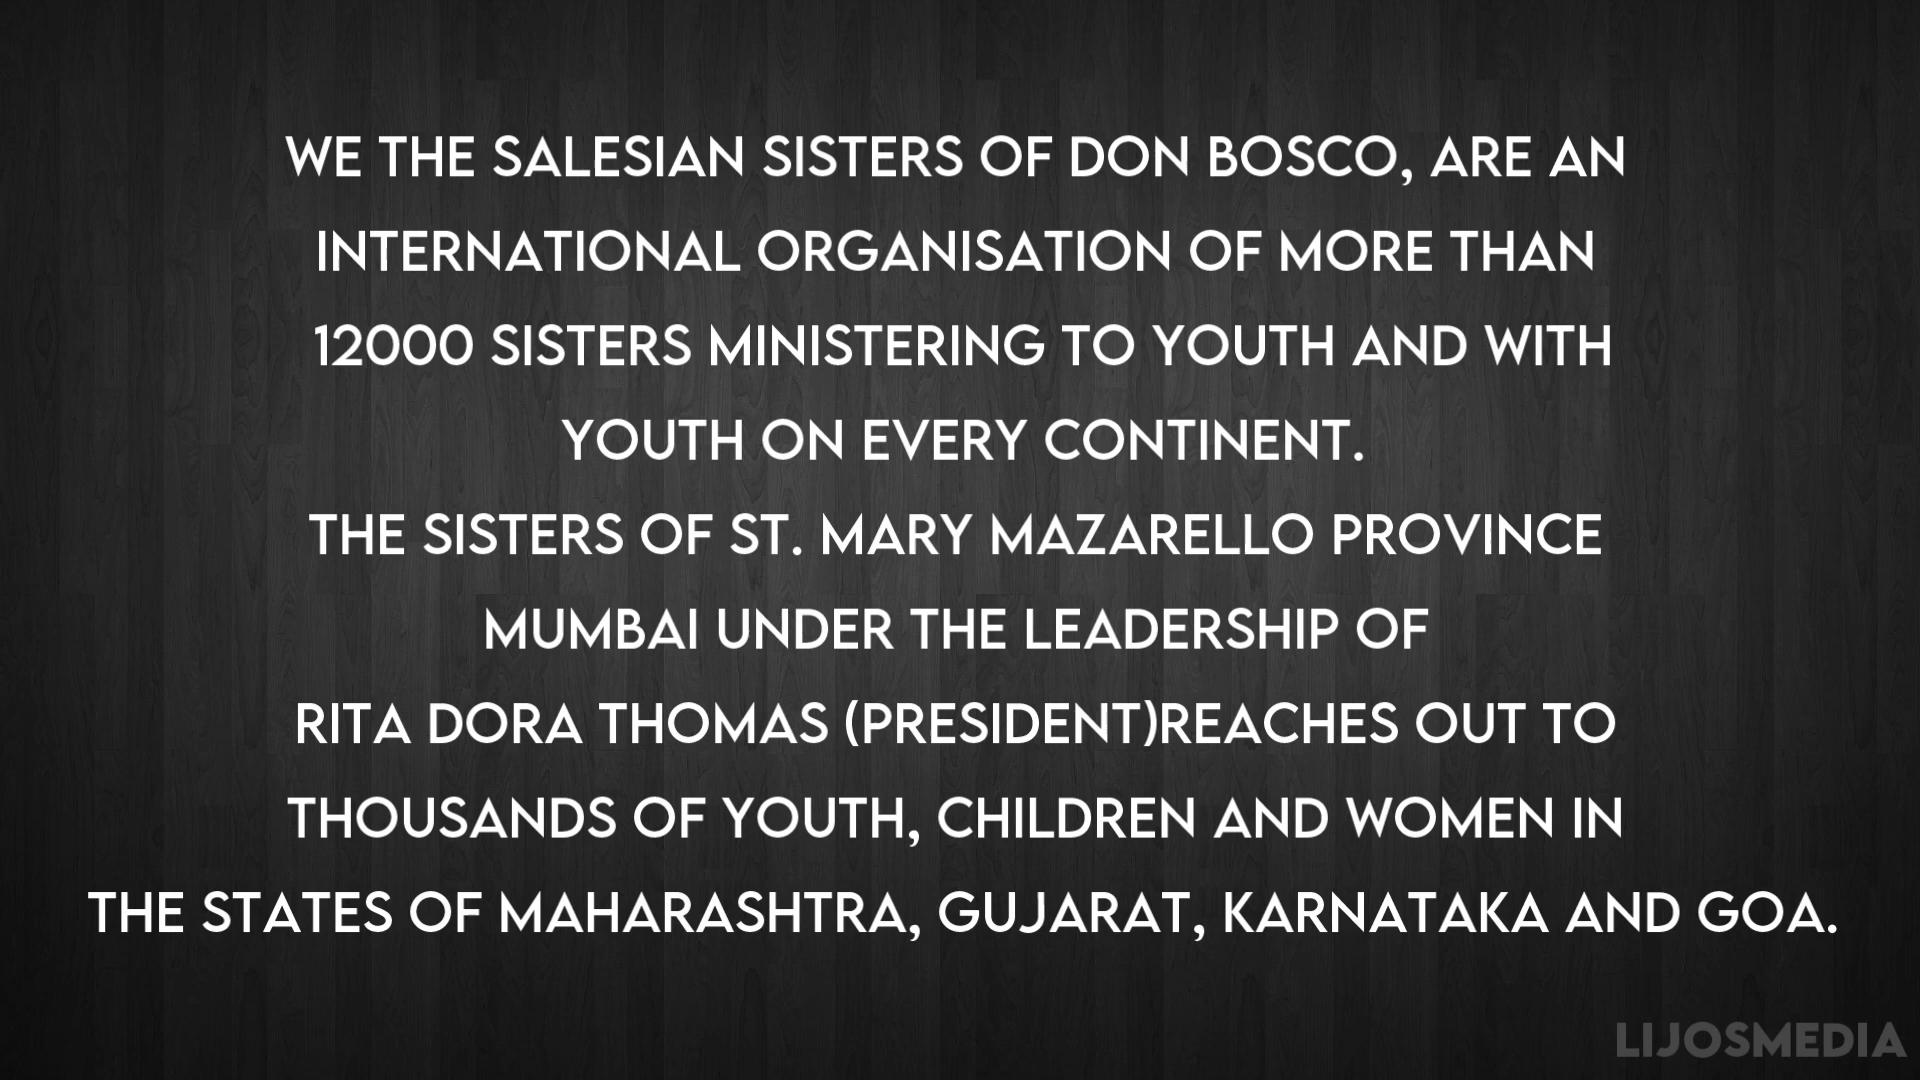 WE THE SALESIAN SISTERS OF DON BOSCO, ARE AN
INTERNATIONAL ORGANISATION OF MORE THAN
12000 SISTERS MINISTERING TO YOUTH AND WITH
YOUTH ON EVERY CONTINENT.
THE SISTERS OF ST. MARY MAZARELLO PROVINCE
MUMBAI UNDER THE LEADERSHIP OF
RITA DORA THOMAS (PRESIDENT)REACHES OUT TO
THOUSANDS OF YOUTH, CHILDREN AND WOMEN IN
THE STATES OF MAHARASHTRA, GUJARAT, KARNATAKA AND GOA.
LIJOSMEDIA